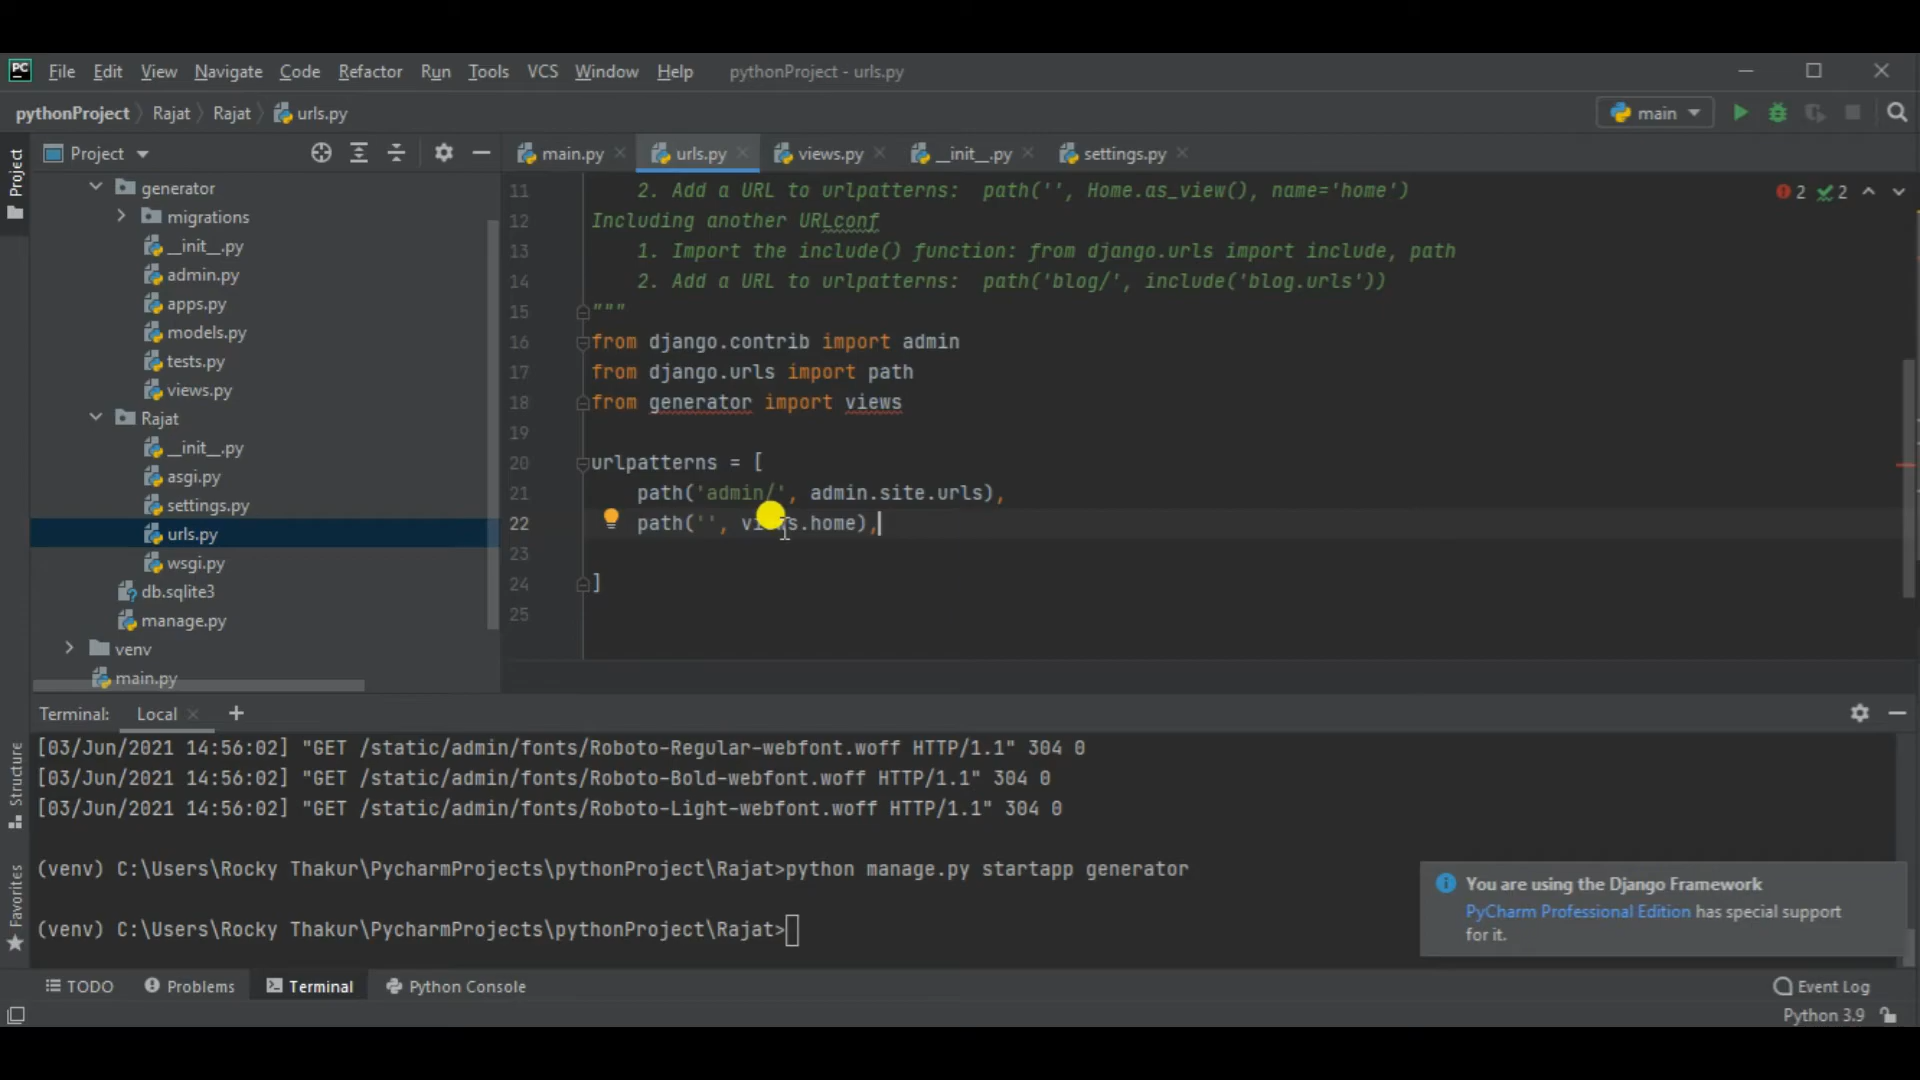 PC File Edit View Navigate Code Refactor Run Tools VCS Window Help pythonProject - urls.py
pythonProject Rajat Rajat urls.py main
Project main.py urls.py views.py __init__.py settings.py
Project
generator
migrations
__init__.py
admin.py
apps.py
models.py
tests.py
views.py
Rajat
__init__.py
asgi.py
settings.py
urls.py
wsgi.py
db.sqlite3
manage.py
venv
main.py
2 2
11 2. Add a URL to urlpatterns:  path('', Home.as_view(), name='home')
12 Including another URLconf
13 1. Import the include() function: from django.urls import include, path
14 2. Add a URL to urlpatterns:  path('blog/', include('blog.urls'))
15 """
16 from django.contrib import admin
17 from django.urls import path
18 from generator import views
19
20 urlpatterns = [
21 path('admin/', admin.site.urls),
22 path('', views.home),
23
24 ]
25
Terminal: Local +
[03/Jun/2021 14:56:02] "GET /static/admin/fonts/Roboto-Regular-webfont.woff HTTP/1.1" 304 0
[03/Jun/2021 14:56:02] "GET /static/admin/fonts/Roboto-Bold-webfont.woff HTTP/1.1" 304 0
[03/Jun/2021 14:56:02] "GET /static/admin/fonts/Roboto-Light-webfont.woff HTTP/1.1" 304 0
(venv) C:\Users\Rocky Thakur\PycharmProjects\pythonProject\Rajat>python manage.py startapp generator
(venv) C:\Users\Rocky Thakur\PycharmProjects\pythonProject\Rajat>
You are using the Django Framework
PyCharm Professional Edition has special support
for it.
Structure
Favorites
TODO Problems Terminal Python Console Event Log
Python 3.9